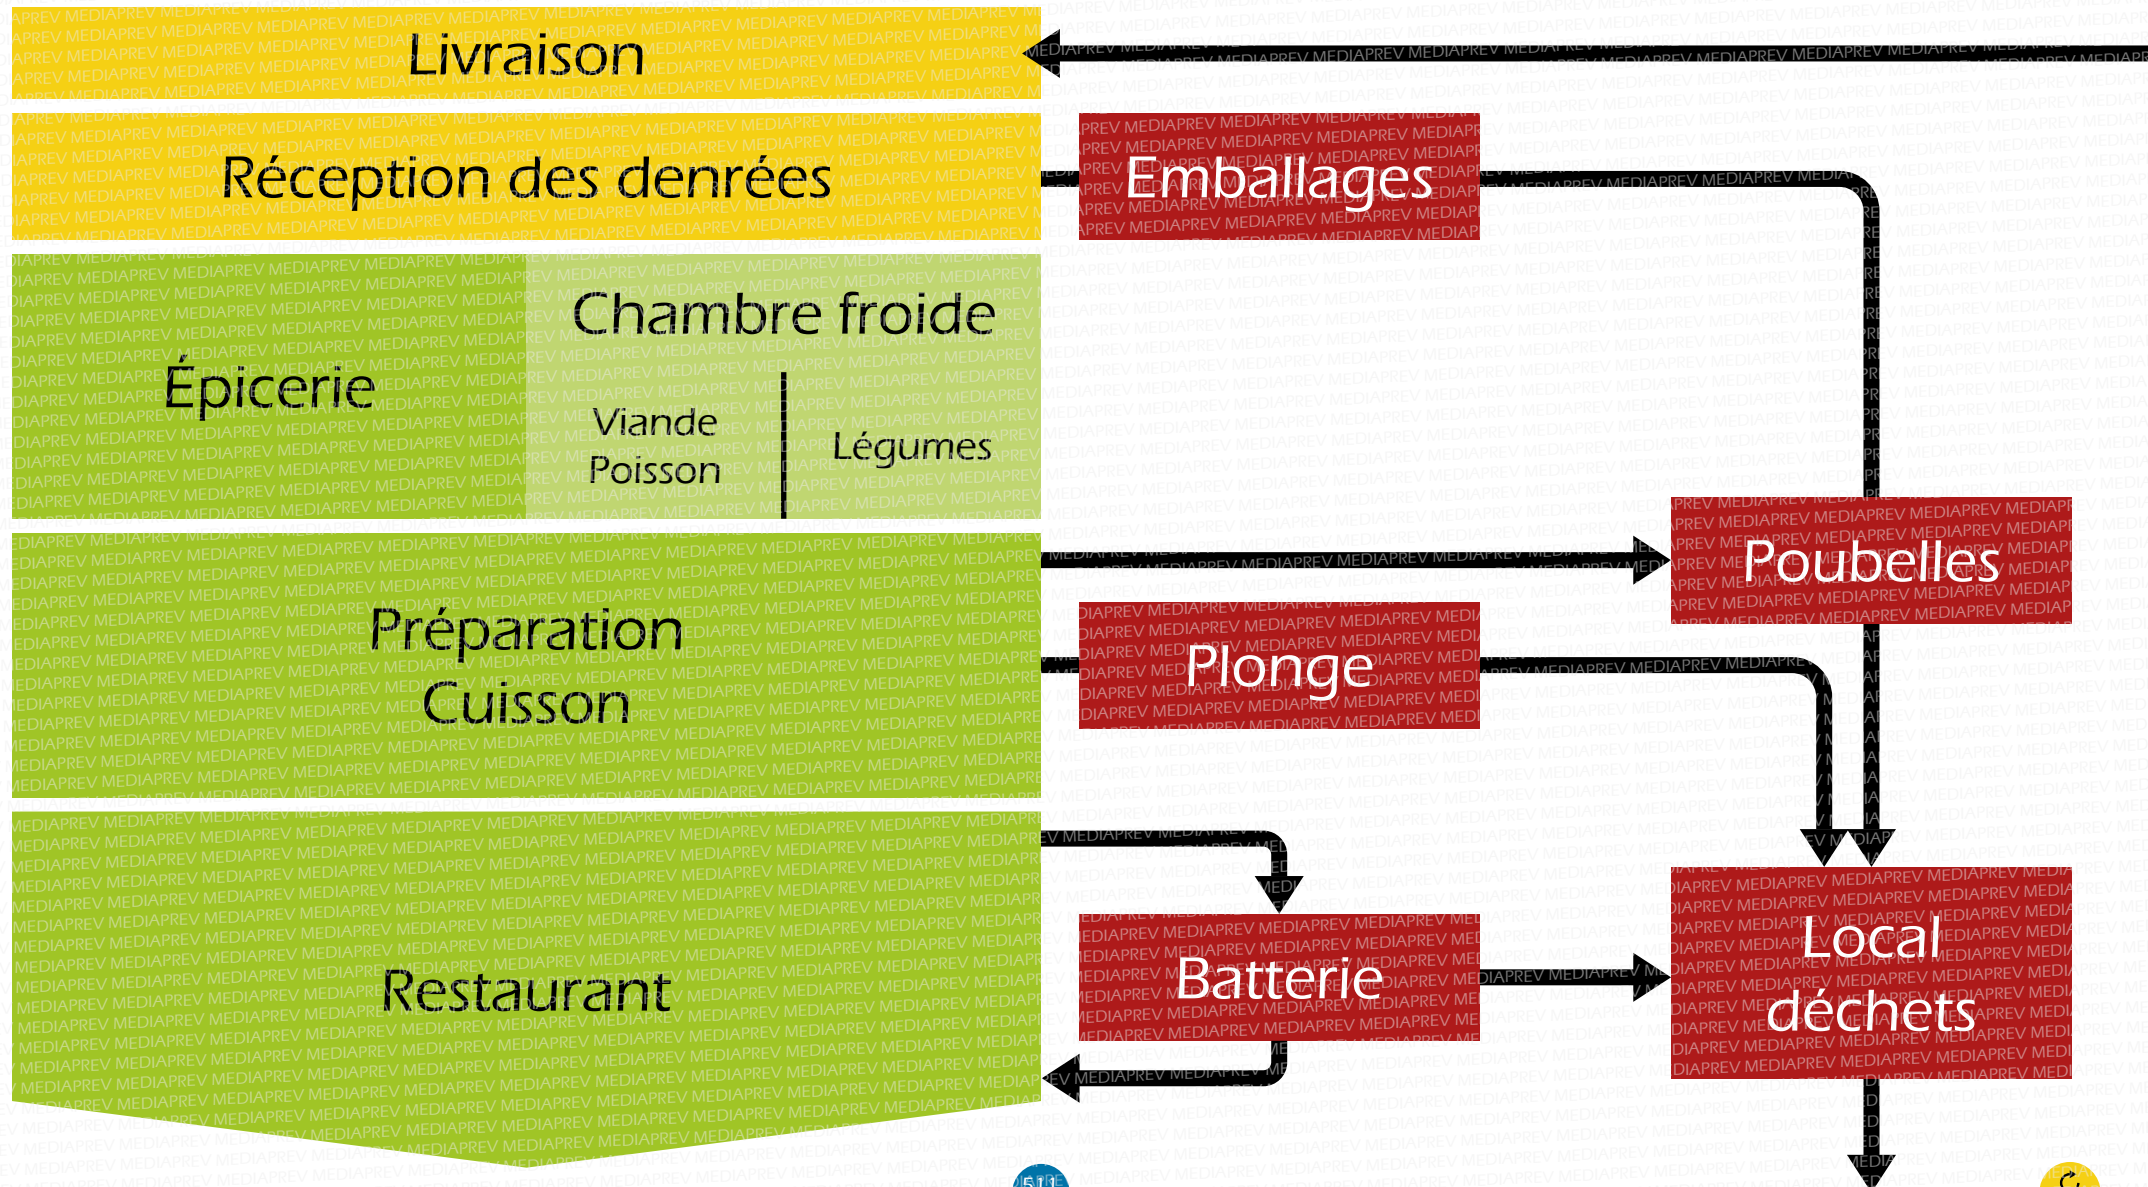 Livraison
Réception des denrées
Emballages
Épicerie
Chambre froide
Viande
Poisson
Légumes
Poubelles
Préparation
Cuisson
Plonge
Restaurant
Batterie
Local
déchets
MEDIAPREV